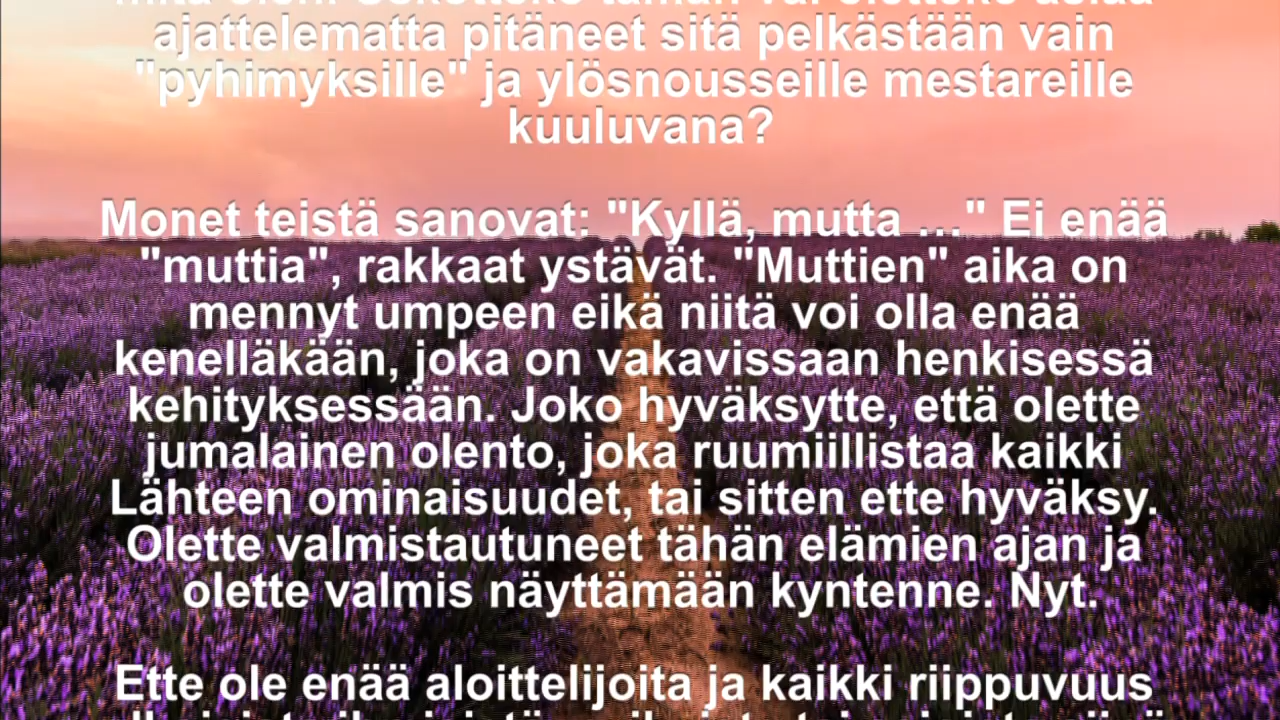 ajattelematta pitäneet sitä pelkästään vain
"pyhimyksille" ja ylösnousseille mestareille
kuuluvana?
Monet teistä sanovat: "Kyllä, mutta ..." Ei enää
"muttia", rakkaat ystävät. "Muttien" aika on
mennyt umpeen eikä niitä voi olla enää
kenelläkään, joka on vakavissaan henkisessä
kehityksessään. Joko hyväksytte, että olette
jumalainen olento, joka ruumiillistaa kaikki
Lähteen ominaisuudet, tai sitten ette hyväksy.
Olette valmistautuneet tähän elämien ajan ja
olette valmis näyttämään kyntenne. Nyt.
Ette ole enää aloittelijoita ja kaikki riippuvuus